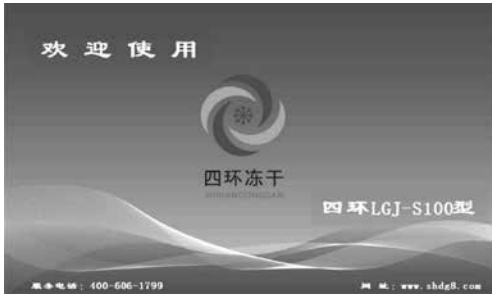 欢迎使用
四环冻干
SIHUANDONGGAN
四环LGJ-S100型
服务电话：400-606-1799
网 址：www.shdg8.com